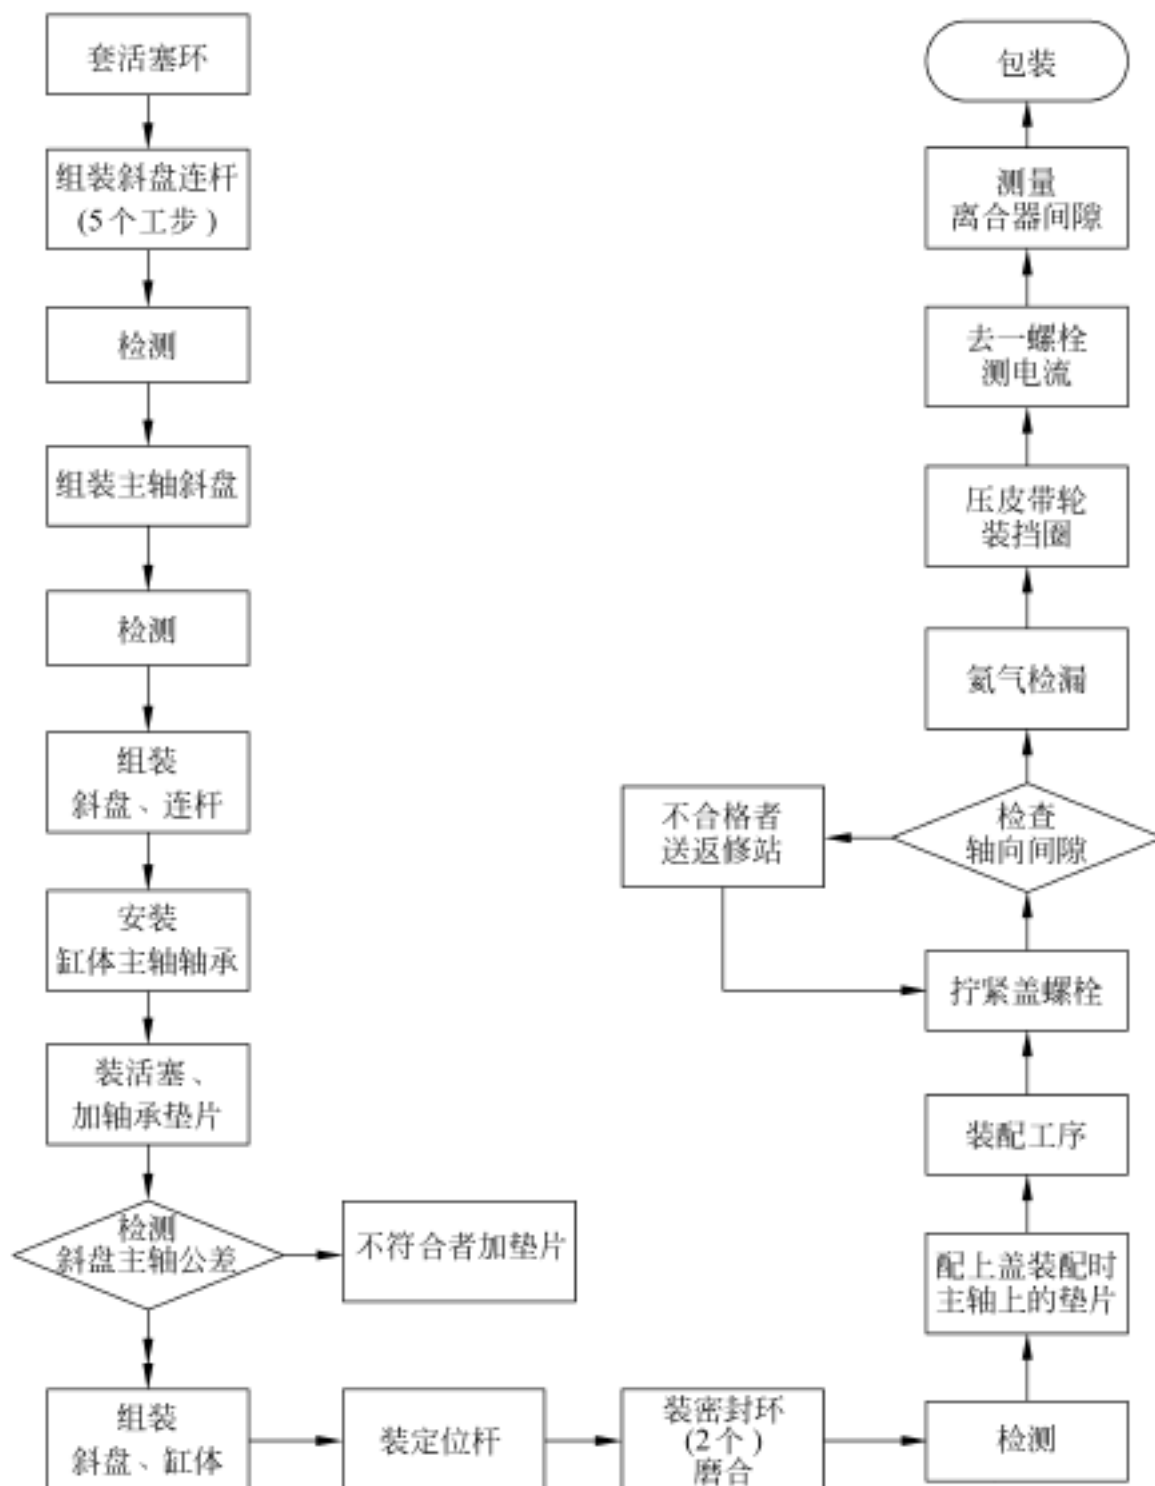 套活塞环
组装斜盘连杆
(5个工步)
检测
组装主轴斜盘
检测
组装
斜盘、连杆
安装
缸体主轴轴承
装活塞、
加轴承垫片
检测
斜盘主轴公差
不符合者加垫片
组装
斜盘、缸体
装定位杆
装密封环
(2个)
磨合
检测
配上盖装配时
主轴上的垫片
装配工序
拧紧盖螺栓
检查
轴向间隙
不合格者
送返修站
氦气检漏
压皮带轮
装挡圈
去一螺栓
测电流
测量
离合器间隙
包装